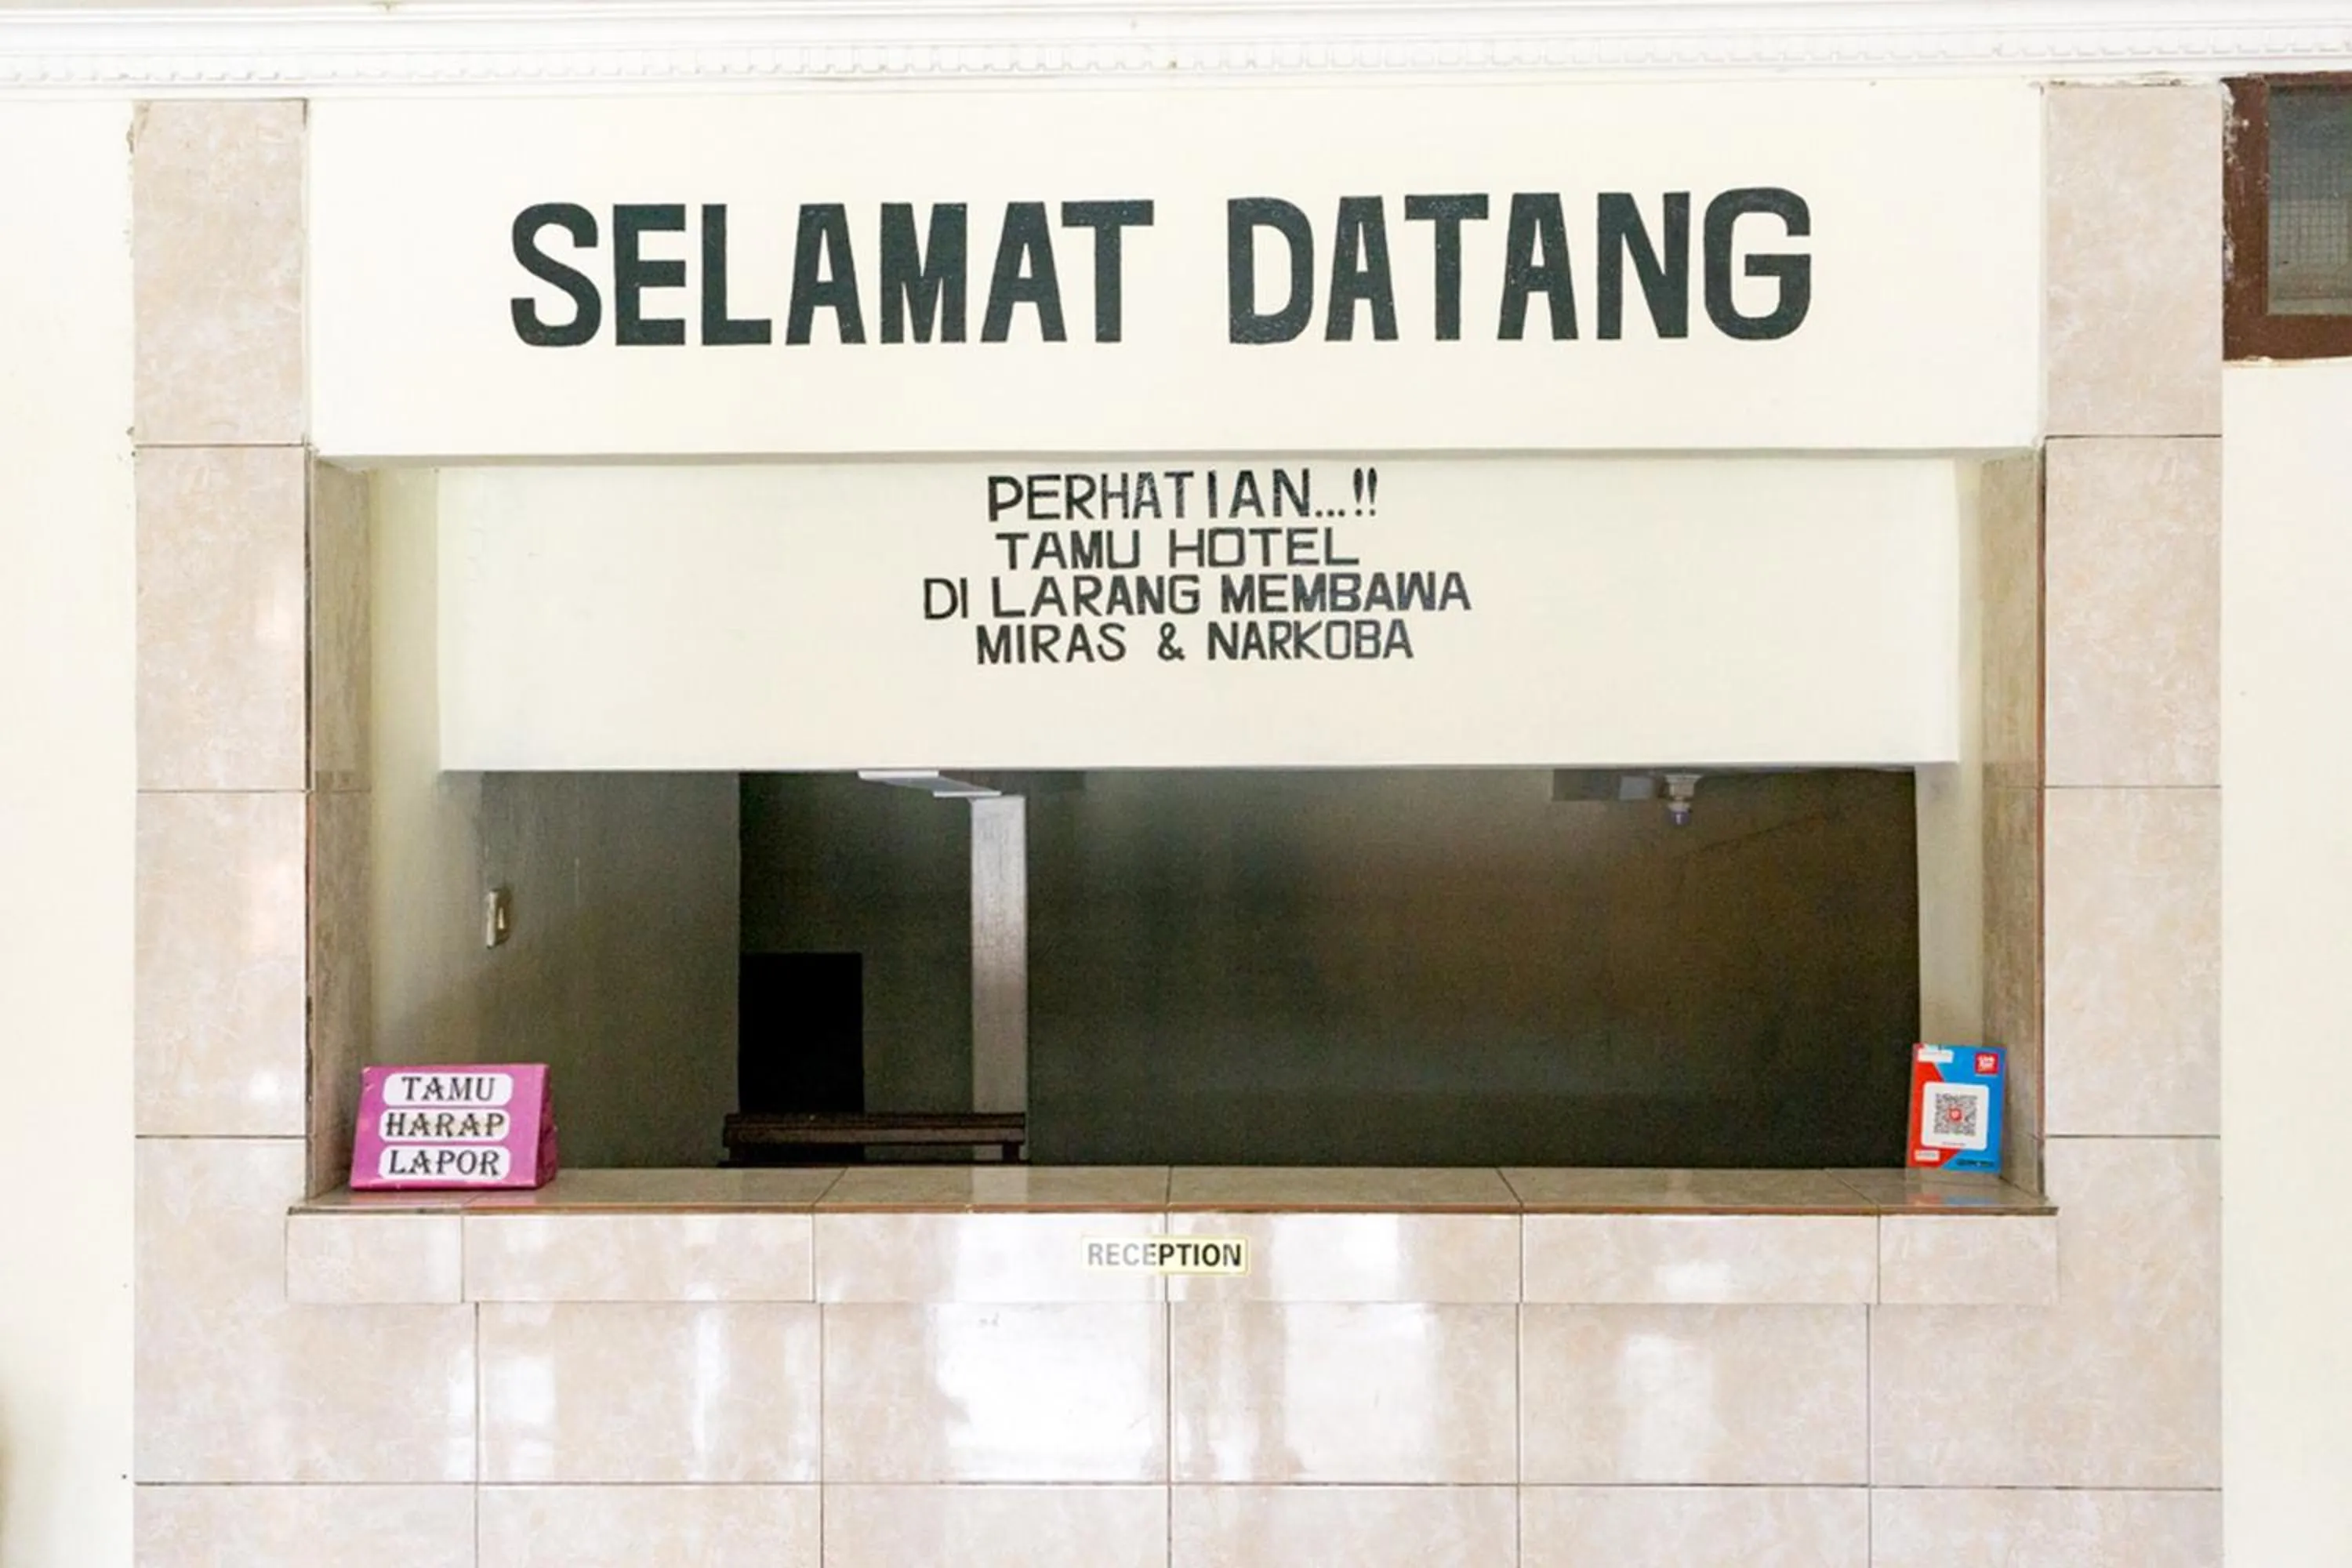 SELAMAT DATANG
PERHATIAN...!!
TAMU HOTEL
DI LARANG MEMBAWA
MIRAS & NARKOBA
TAMU
HARAP
LAPOR
RECEPTION